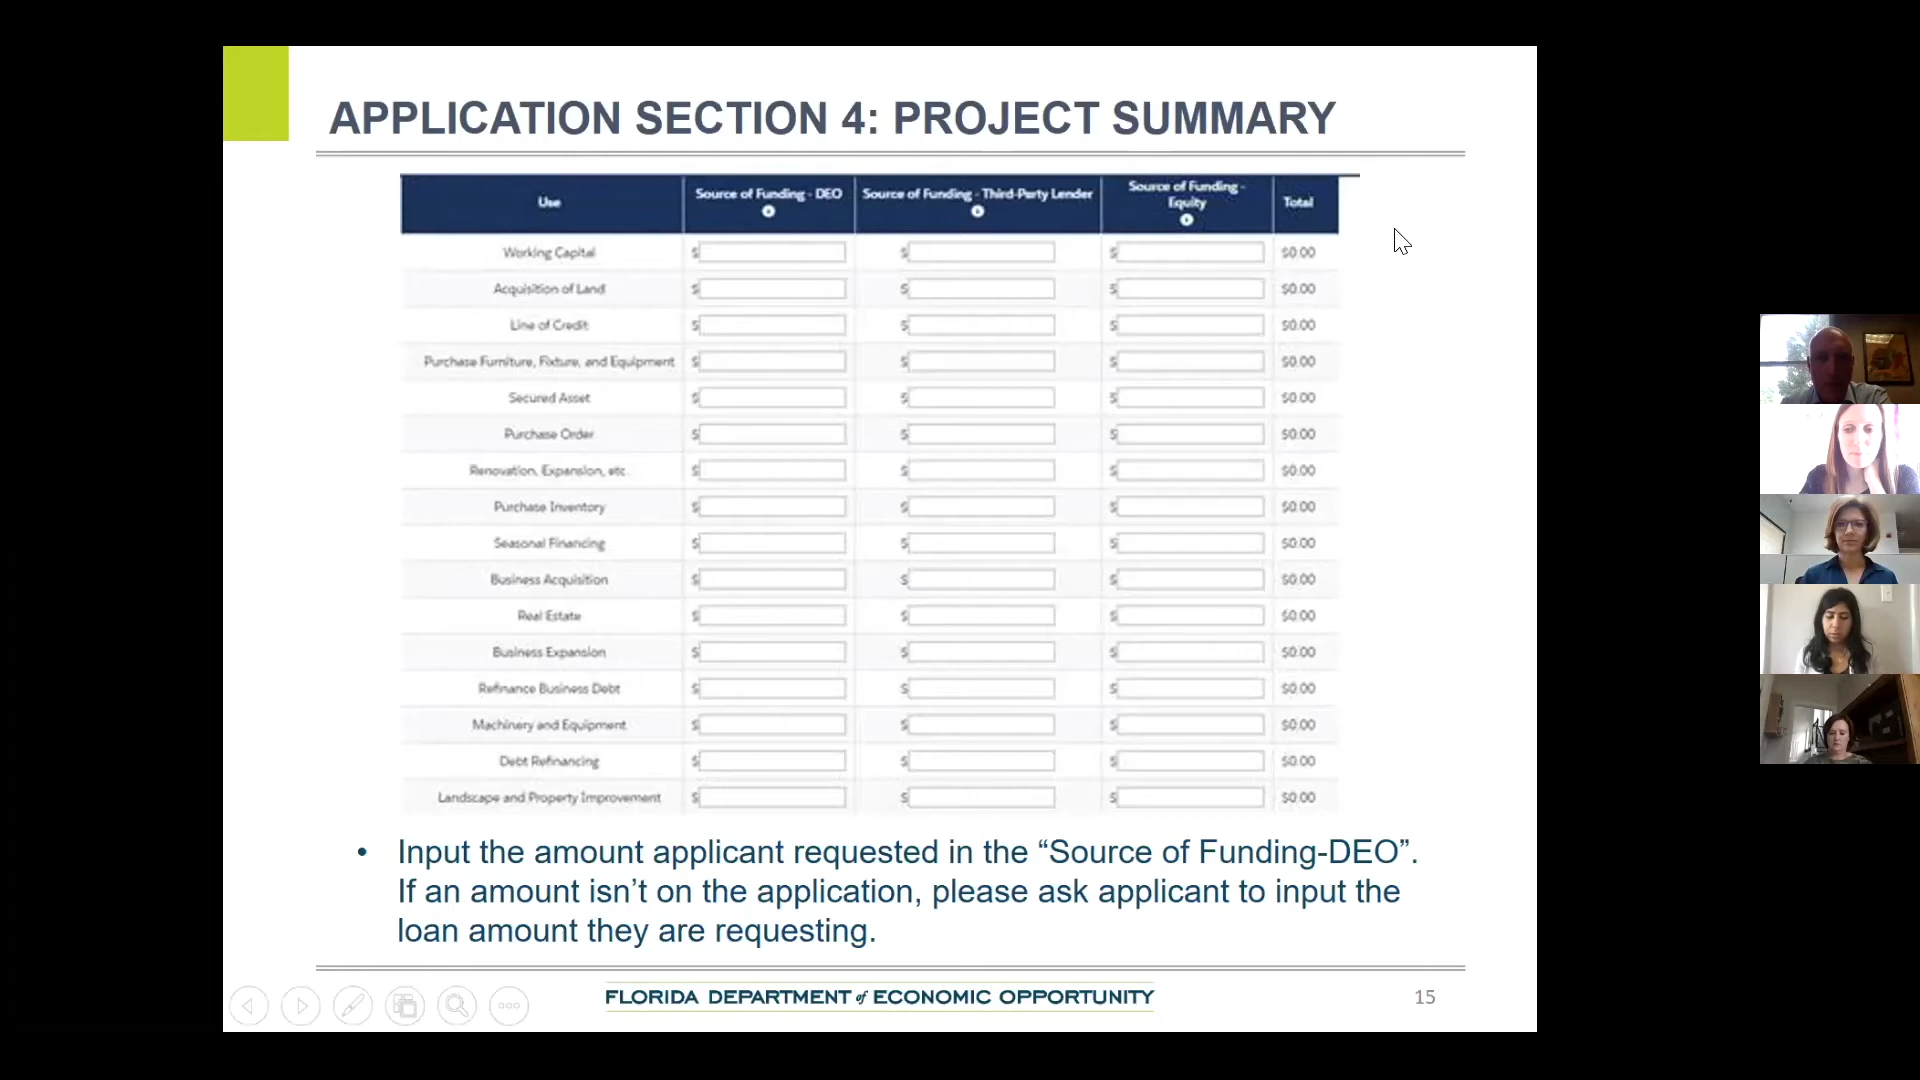 APPLICATION SECTION 4: PROJECT SUMMARY
Use
Source of Funding - DEO
Source of Funding - Third-Party Lender
Source of Funding -
Equity
Total
Working Capital $ $ $ $0.00
Acquisition of Land $ $ $ $0.00
Line of Credit $ $ $ $0.00
Purchase Furniture, Fixture, and Equipment $ $ $ $0.00
Secured Asset $ $ $ $0.00
Purchase Order $ $ $ $0.00
Renovation, Expansion, etc $ $ $ $0.00
Purchase Inventory $ $ $ $0.00
Seasonal Financing $ $ $ $0.00
Business Acquisition $ $ $ $0.00
Real Estate $ $ $ $0.00
Business Expansion $ $ $ $0.00
Refinance Business Debt $ $ $ $0.00
Machinery and Equipment $ $ $ $0.00
Debt Refinancing $ $ $ $0.00
Landscape and Property Improvement $ $ $ $0.00
• Input the amount applicant requested in the “Source of Funding-DEO”.
If an amount isn’t on the application, please ask applicant to input the
loan amount they are requesting.
FLORIDA DEPARTMENT of ECONOMIC OPPORTUNITY
15